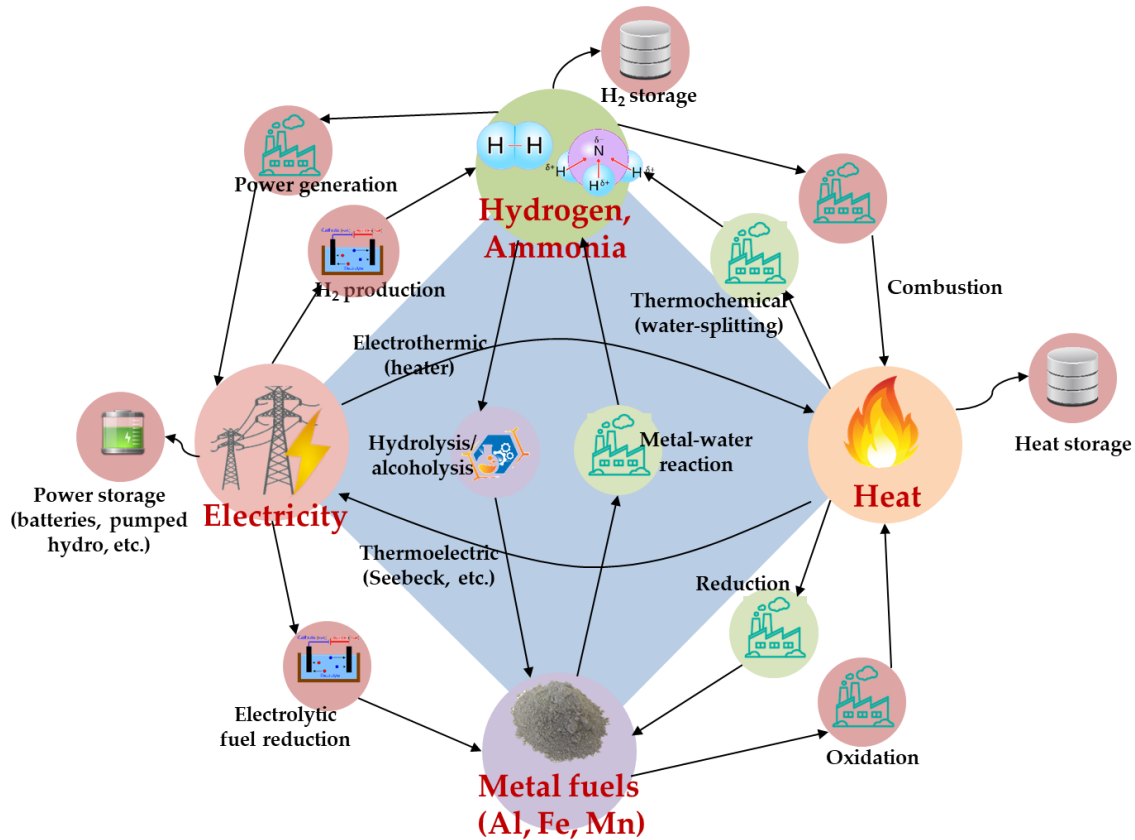 H₂ storage
H-H
δ⁻
N
δ⁺
H
H
δ⁺
H^δ+
Power generation
Hydrogen,
Ammonia
H₂ production
Thermochemical
(water-splitting)
Combustion
Electrothermic
(heater)
Hydrolysis/
alcoholysis
Metal-water
reaction
Heat storage
Electricity
Heat
Power storage
(batteries, pumped
hydro, etc.)
Thermoelectric
(Seebeck, etc.)
Reduction
Electrolytic
fuel reduction
Oxidation
Metal fuels
(Al, Fe, Mn)